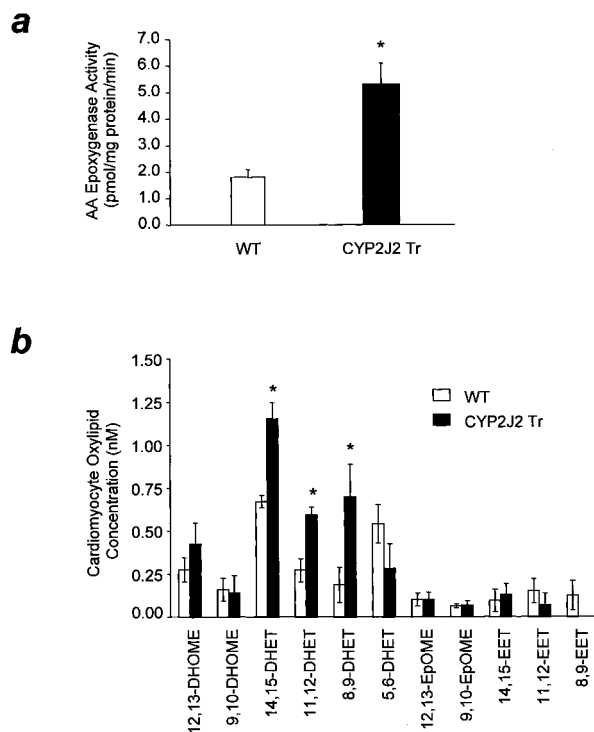 a
AA Epoxygenase Activity
(pmol/mg protein/min)
7.0
6.0
5.0
4.0
3.0
2.0
1.0
0.0
*
WT
CYP2J2 Tr
b
Cardiomyocyte Oxylipid
Concentration (nM)
1.50
1.25
1.00
0.75
0.50
0.25
0.00
*
*
*
WT
CYP2J2 Tr
12,13-DHOME
9,10-DHOME
14,15-DHET
11,12-DHET
8,9-DHET
5,6-DHET
12,13-EpOME
9,10-EpOME
14,15-EET
11,12-EET
8,9-EET